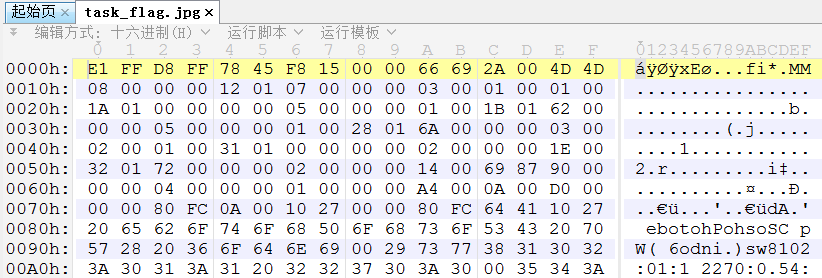 起始页 × task_flag.jpg ×
编辑方式: 十六进制(H) 运行脚本 运行模板
0 1 2 3 4 5 6 7 8 9 A B C D E F 0123456789ABCDEF
0000h: E1 FF D8 FF 78 45 F8 15 00 00 66 69 2A 00 4D 4D áÿØÿxEø...fi*.MM
0010h: 08 00 00 00 12 01 07 00 00 00 03 00 01 00 01 00 ................
0020h: 1A 01 00 00 00 00 05 00 00 00 01 00 1B 01 62 00 ..............b.
0030h: 00 00 05 00 00 00 01 00 28 01 6A 00 00 00 03 00 ........(.j.....
0040h: 02 00 01 00 31 01 00 00 02 00 00 00 1E 00 ....1...........
0050h: 32 01 72 00 00 00 02 00 00 00 14 00 69 87 90 00 2.r.........i‡..
0060h: 00 00 04 00 00 00 01 00 00 00 A4 00 0A 00 D0 00 ..........¤...Ð.
0070h: 00 00 80 FC 0A 00 10 27 00 00 80 FC 64 41 10 27 ..€ü...'..€üdA.'
0080h: 20 65 62 6F 74 6F 68 50 6F 68 73 6F 53 43 20 70 ebotohPohsoSC p
0090h: 57 28 20 36 6F 64 6E 69 00 29 73 77 38 31 30 32 W( 6odni.)sw8102
00A0h: 3A 30 31 3A 31 20 32 32 37 30 3A 30 00 35 34 3A :01:1 2270:0.54: